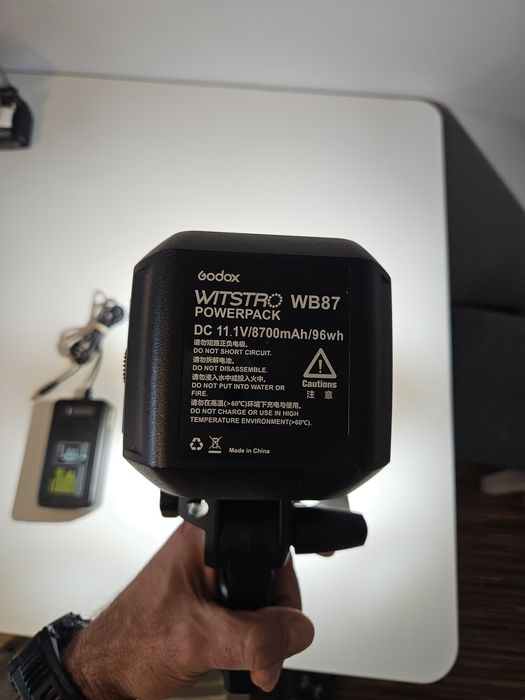 Godox
WITSTRO WB87
POWERPACK
DC 11.1V/8700mAh/96wh
请勿短路正负电极。
DO NOT SHORT CIRCUIT.
请勿拆解电池。
DO NOT DISASSEMBLE.
请勿浸入水中或投入火中。
DO NOT PUT INTO WATER OR
FIRE.
请勿在高温(>60℃)环境下充电与使用。
DO NOT CHARGE OR USE IN HIGH
TEMPERATURE ENVIRONMENT(>60℃).
Cautions
注 意
Made in China